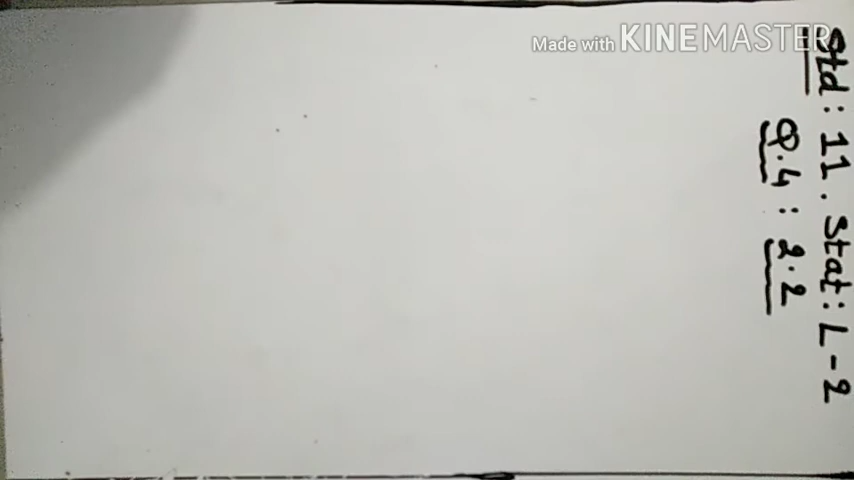 Made with KINEMASTER
Std : 11 . Stat : L - 2
Q.4 : 2.2